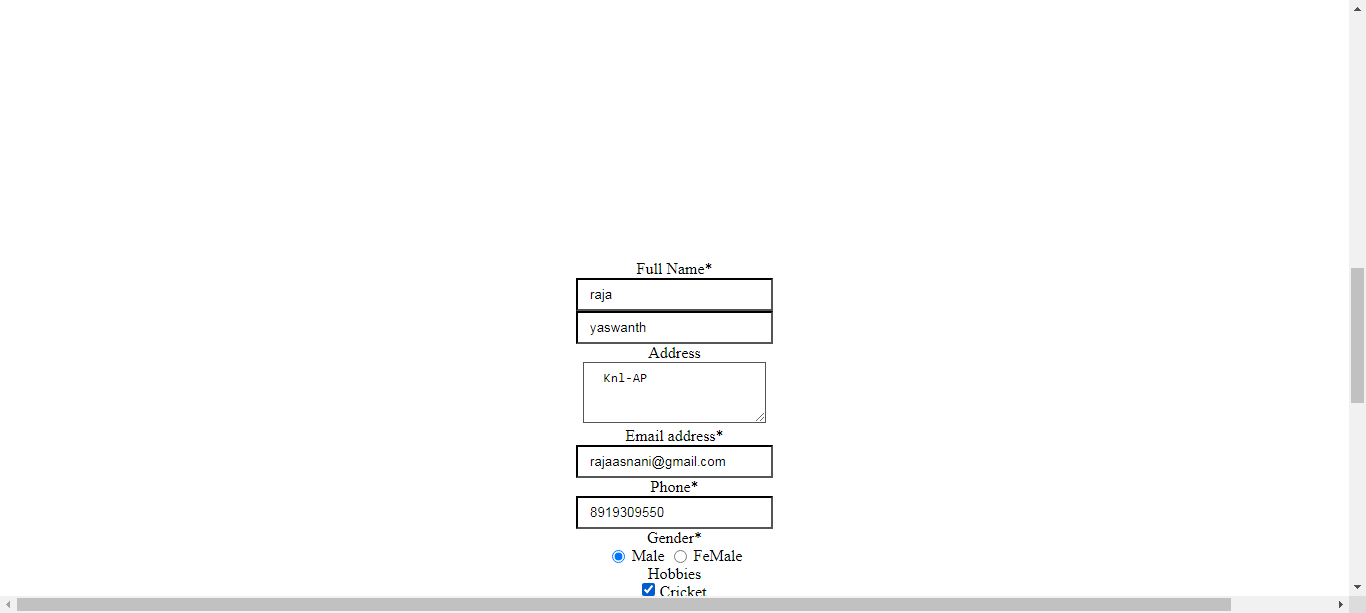 Full Name*
raja
yaswanth
Address
Knl-AP
Email address*
rajaasnani@gmail.com
Phone*
8919309550
Gender*
Male FeMale
Hobbies
Cricket